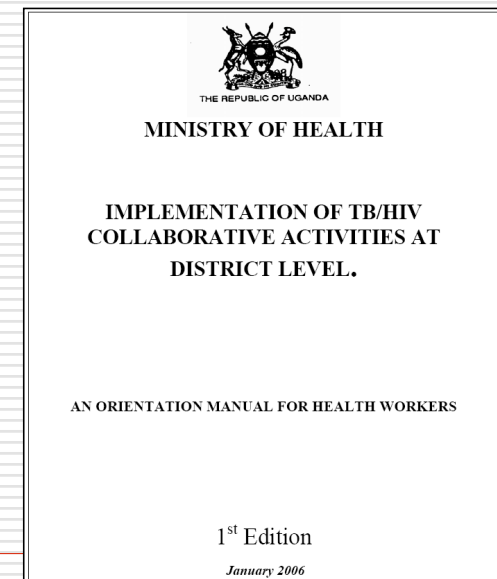 THE REPUBLIC OF UGANDA
MINISTRY OF HEALTH
IMPLEMENTATION OF TB/HIV
COLLABORATIVE ACTIVITIES AT
DISTRICT LEVEL.
AN ORIENTATION MANUAL FOR HEALTH WORKERS
1st Edition
January 2006